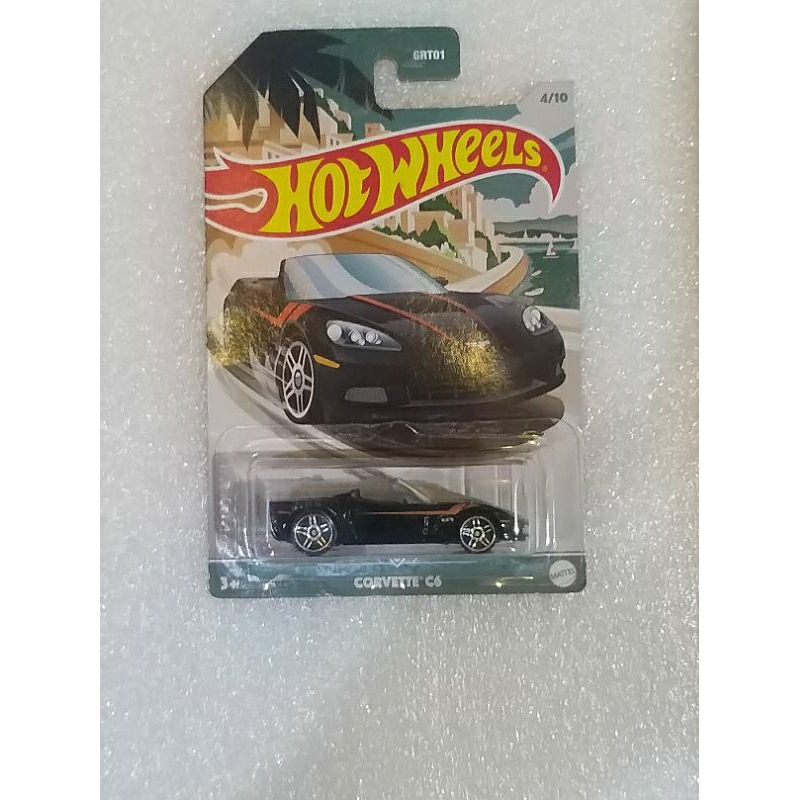 GRT01
4/10
HOT WHEELS®
3+
CORVETTE C6
MATTEL